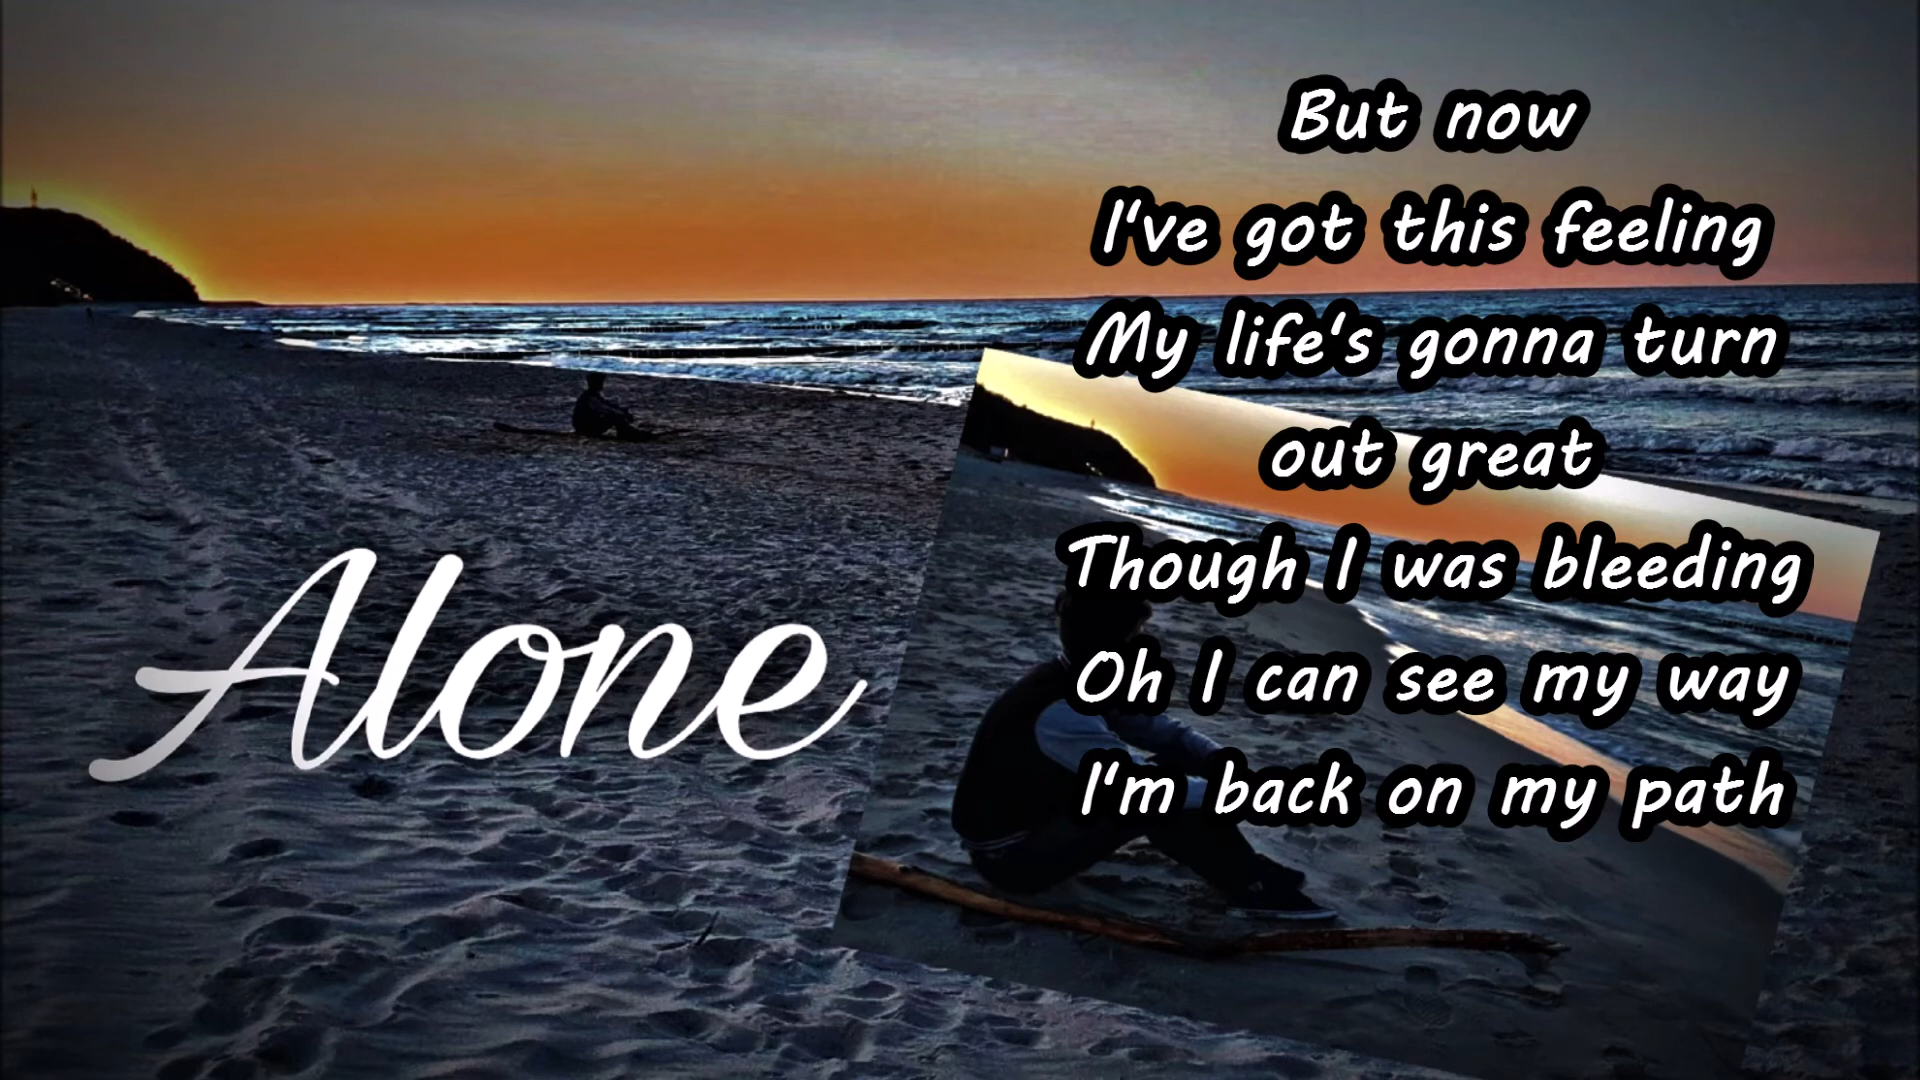 But now
I've got this feeling
My life's gonna turn
out great
Though I was bleeding
Oh I can see my way
I'm back on my path
Alone